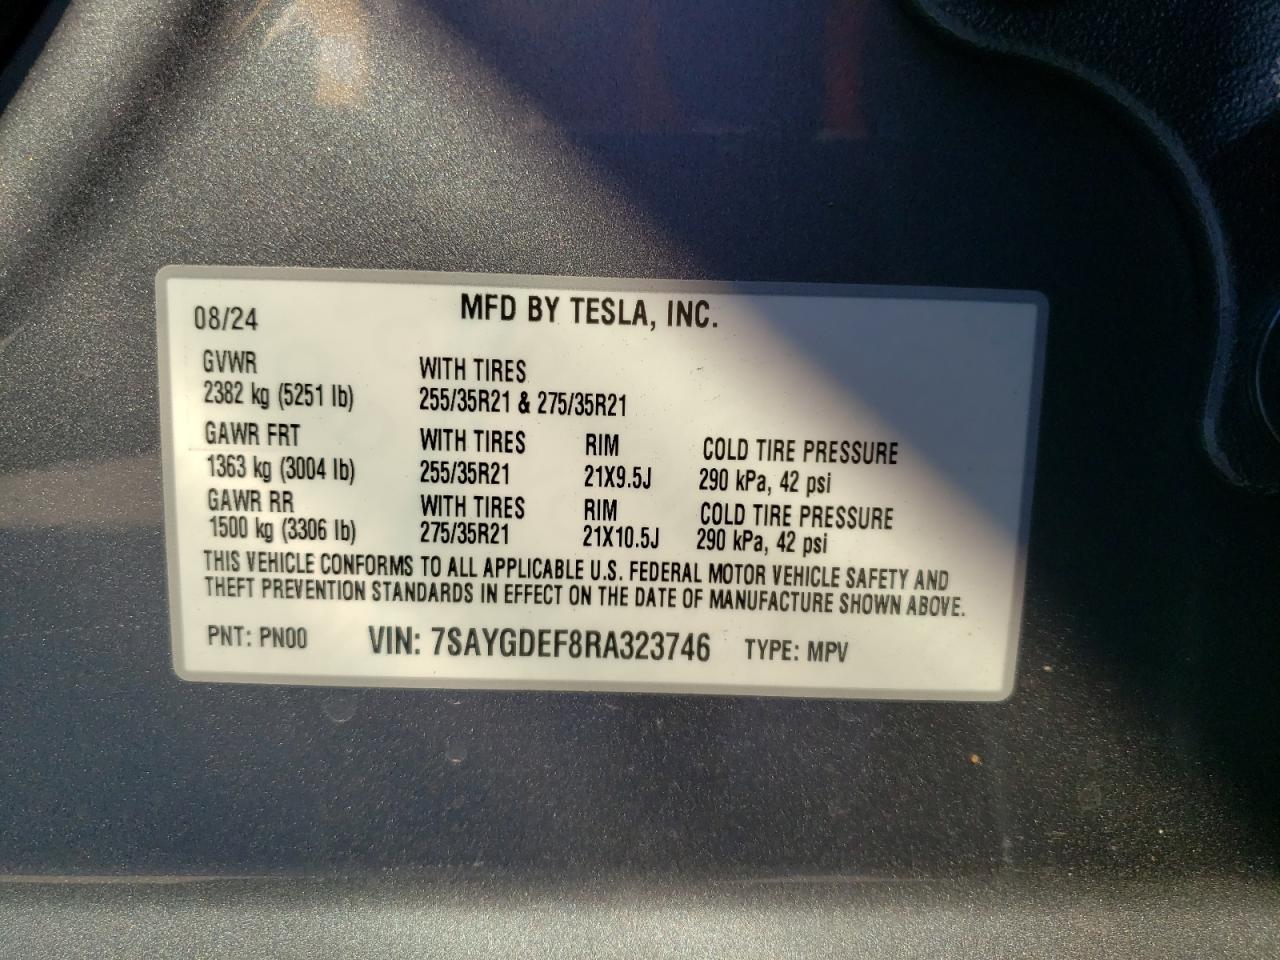 MFD BY TESLA, INC.
08/24
GVWR WITH TIRES
2382 kg (5251 lb) 255/35R21 & 275/35R21
GAWR FRT WITH TIRES RIM COLD TIRE PRESSURE
1363 kg (3004 lb) 255/35R21 21X9.5J 290 kPa, 42 psi
GAWR RR WITH TIRES RIM COLD TIRE PRESSURE
1500 kg (3306 lb) 275/35R21 21X10.5J 290 kPa, 42 psi
THIS VEHICLE CONFORMS TO ALL APPLICABLE U.S. FEDERAL MOTOR VEHICLE SAFETY AND
THEFT PREVENTION STANDARDS IN EFFECT ON THE DATE OF MANUFACTURE SHOWN ABOVE.
PNT: PN00 VIN: 7SAYGDEF8RA323746 TYPE: MPV